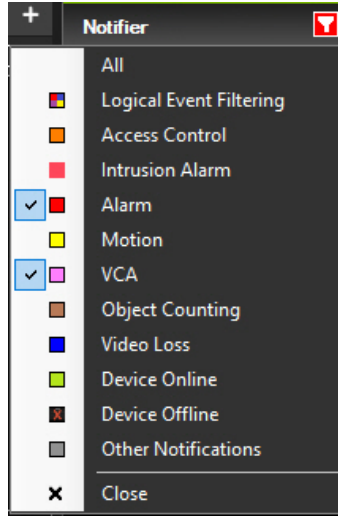 Notifier
All
Logical Event Filtering
Access Control
Intrusion Alarm
Alarm
Motion
VCA
Object Counting
Video Loss
Device Online
Device Offline
Other Notifications
Close